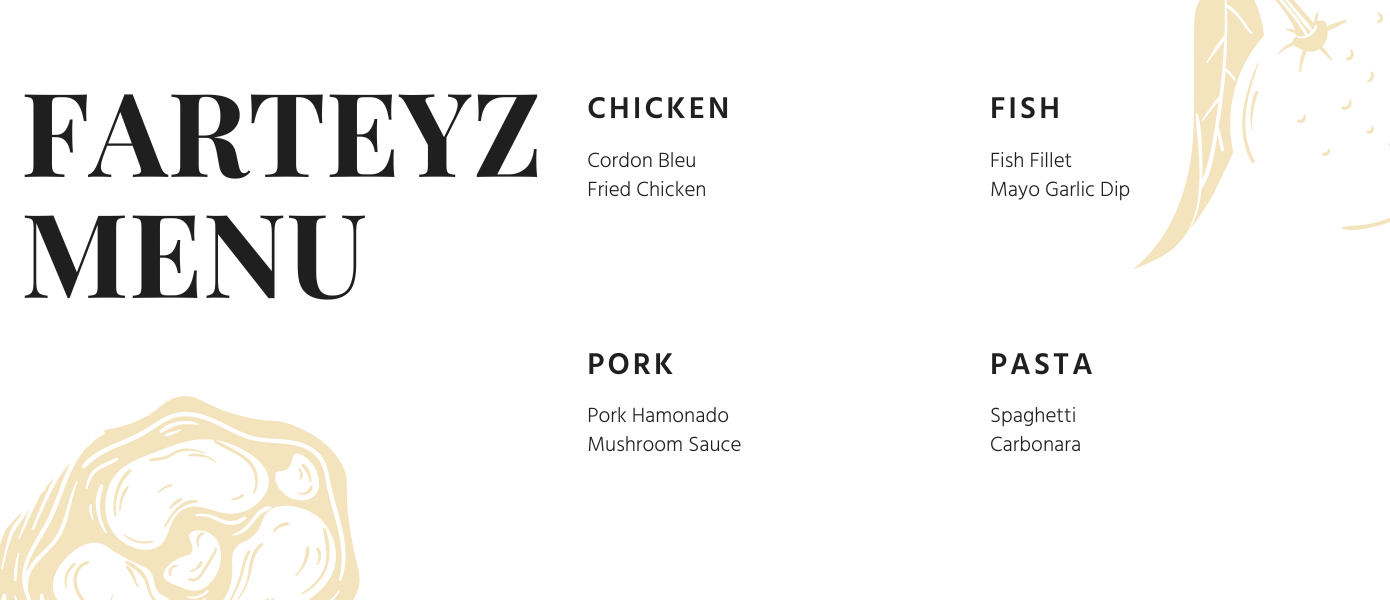 FARTEYZ
MENU
CHICKEN
Cordon Bleu
Fried Chicken
FISH
Fish Fillet
Mayo Garlic Dip
PORK
Pork Hamonado
Mushroom Sauce
PASTA
Spaghetti
Carbonara